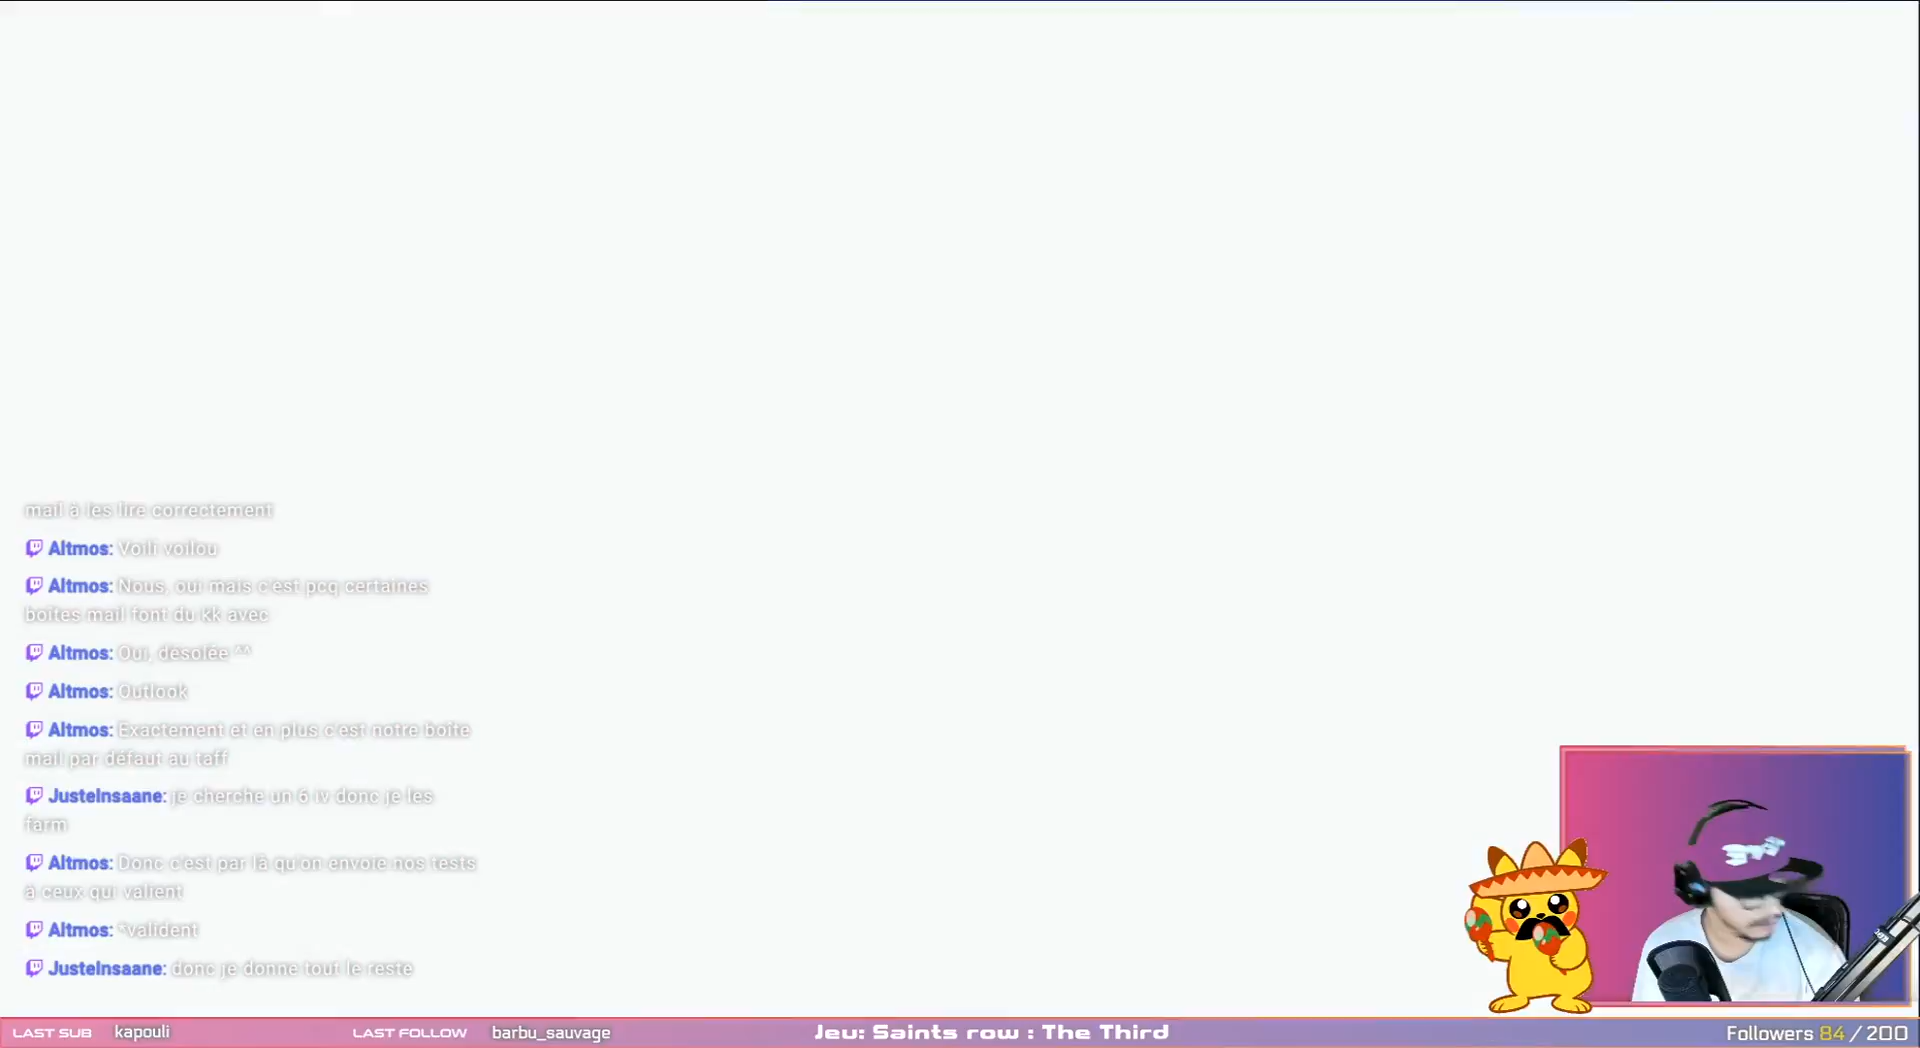 mail à les lire correctement
Altmos: Voili voilou
Altmos: Nous, oui mais c'est pcq certaines
boîtes mail font du kk avec
Altmos: Oui, désolée ^^
Altmos: Outlook
Altmos: Exactement et en plus c'est notre boîte
mail par défaut au taff
JusteInsaane: je cherche un 6 iv donc je les
farm
Altmos: Donc c'est par là qu'on envoie nos tests
à ceux qui valient
Altmos: *valident
JusteInsaane: donc je donne tout le reste
LAST SUB kapouli LAST FOLLOW barbu_sauvage Jeu: Saints row : The Third Followers 84 / 200